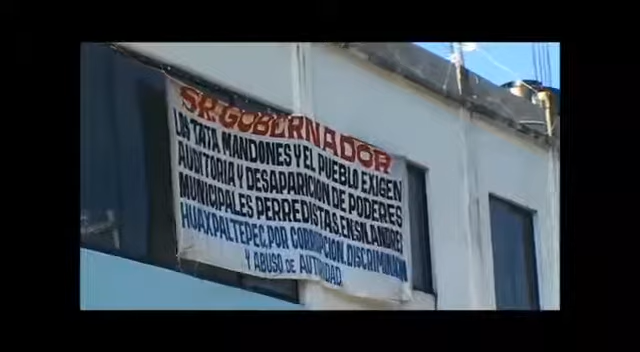 SR. GOBERNADOR
LOS TATA MANDONES Y EL PUEBLO EXIGEN
AUDITORIA Y DESAPARICION DE PODERES
MUNICIPALES PERREDISTAS. EN SN. ANDRES
HUAXPALTEPEC, POR CORRUPCION. DISCRIMINACION
Y ABUSO DE AUTORIDAD